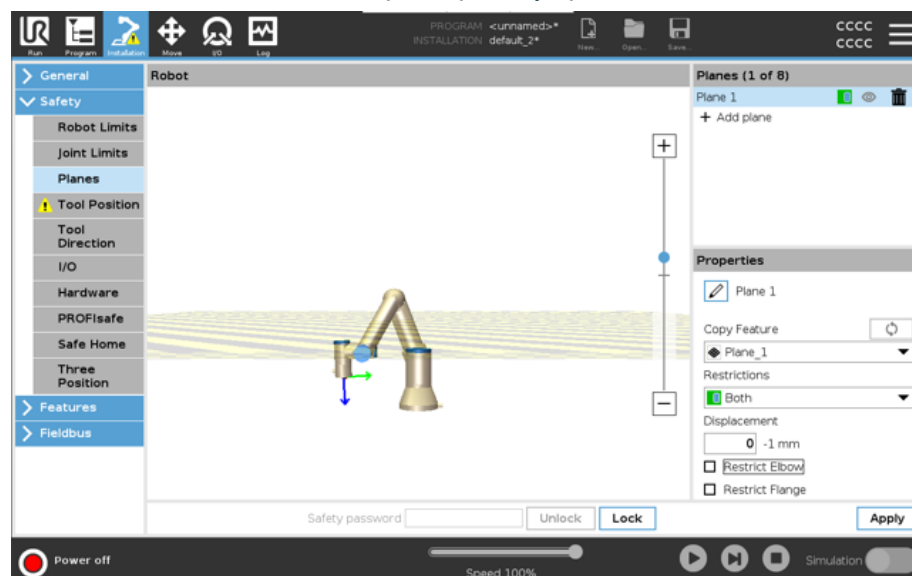 PROGRAM <unnamed>*
INSTALLATION default_2*
CCCC
CCCC
Run Program Installation Move I/O Log New... Open... Save...
General
Safety
Robot Limits
Joint Limits
Planes
Tool Position
Tool
Direction
I/O
Hardware
PROFIsafe
Safe Home
Three
Position
Features
Fieldbus
Robot
Planes (1 of 8)
Plane 1
+ Add plane
Properties
Plane 1
Copy Feature
Plane_1
Restrictions
Both
Displacement
0 -1 mm
Restrict Elbow
Restrict Flange
Safety password Unlock Lock Apply
Power off
Speed 100%
Simulation